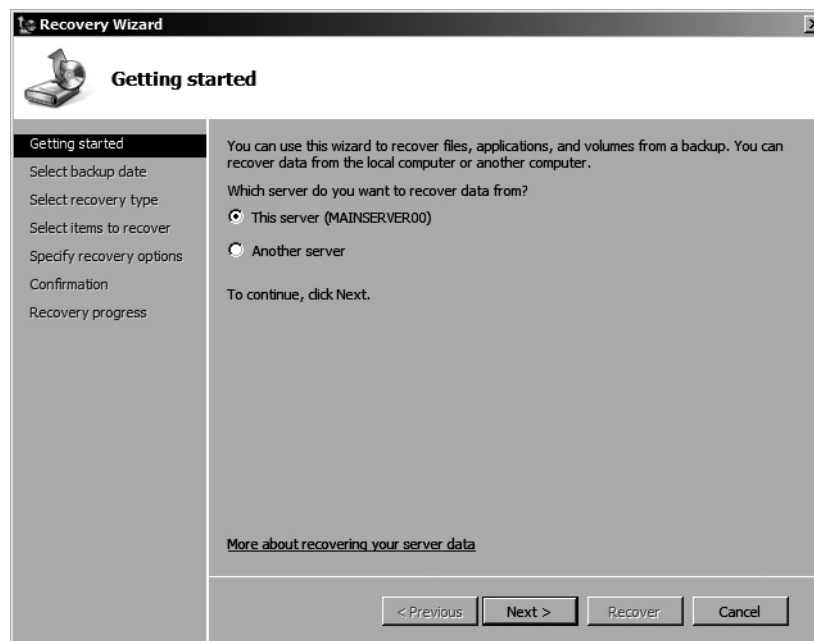 Recovery Wizard
Getting started
Getting started
Select backup date
Select recovery type
Select items to recover
Specify recovery options
Confirmation
Recovery progress
You can use this wizard to recover files, applications, and volumes from a backup. You can
recover data from the local computer or another computer.
Which server do you want to recover data from?
This server (MAINSERVER00)
Another server
To continue, click Next.
More about recovering your server data
< Previous
Next >
Recover
Cancel